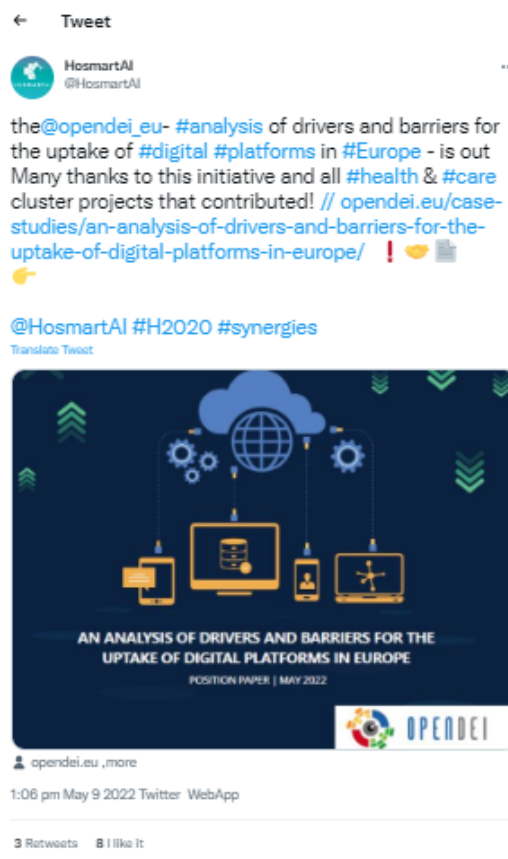 Tweet
HosmartAI
@HosmartAI
the@opendei_eu- #analysis of drivers and barriers for
the uptake of #digital #platforms in #Europe - is out
Many thanks to this initiative and all #health & #care
cluster projects that contributed! // opendei.eu/case-
studies/an-analysis-of-drivers-and-barriers-for-the-
uptake-of-digital-platforms-in-europe/ ❗🤝📄
👉
@HosmartAI #H2020 #synergies
Translate Tweet
AN ANALYSIS OF DRIVERS AND BARRIERS FOR THE
UPTAKE OF DIGITAL PLATFORMS IN EUROPE
POSITION PAPER | MAY 2022
OPENDEI
opendei.eu ,more
1:06 pm May 9 2022 Twitter WebApp
3 Retweets 8 I like it